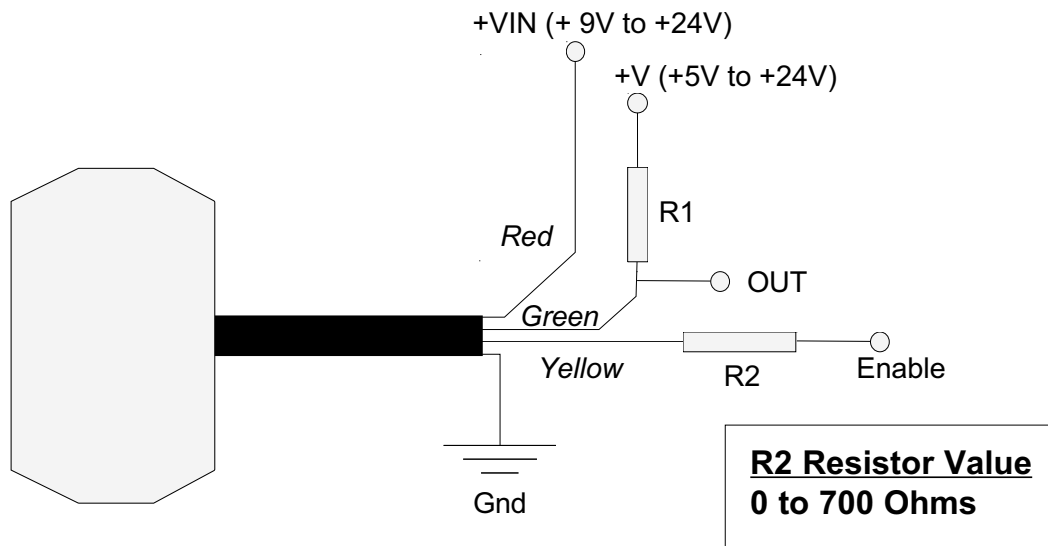 +VIN (+ 9V to +24V)
+V (+5V to +24V)
R1
Red
OUT
Green
Yellow
R2
Enable
Gnd
R2 Resistor Value
0 to 700 Ohms